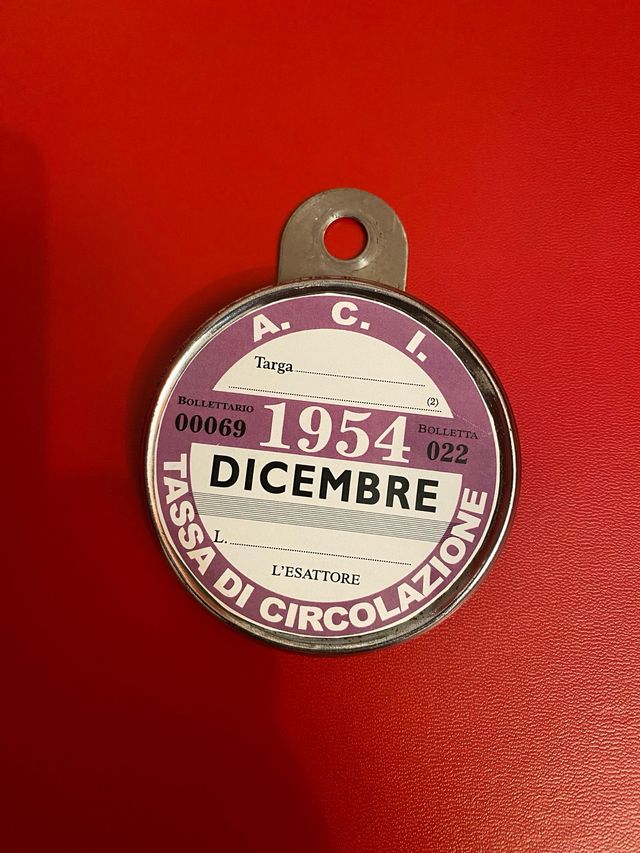 A. C. I.
Targa
(2)
BOLLETTARIO
00069
1954
BOLLETTA
022
DICEMBRE
L.
L'ESATTORE
TASSA DI CIRCOLAZIONE